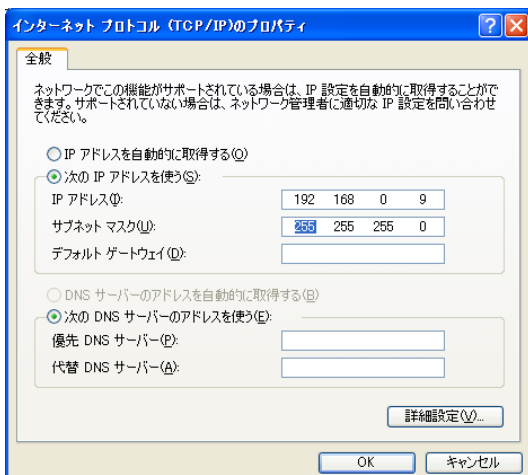 インターネット プロトコル (TCP/IP)のプロパティ
全般
ネットワークでこの機能がサポートされている場合は、IP 設定を自動的に取得することがで
きます。サポートされていない場合は、ネットワーク管理者に適切な IP 設定を問い合わせ
てください。
IP アドレスを自動的に取得する(O)
次の IP アドレスを使う(S):
IP アドレス(I): 192 168 0 9
サブネット マスク(U): 255 255 255 0
デフォルト ゲートウェイ(D):
DNS サーバーのアドレスを自動的に取得する(B)
次の DNS サーバーのアドレスを使う(E):
優先 DNS サーバー(P):
代替 DNS サーバー(A):
詳細設定(V)...
OK キャンセル